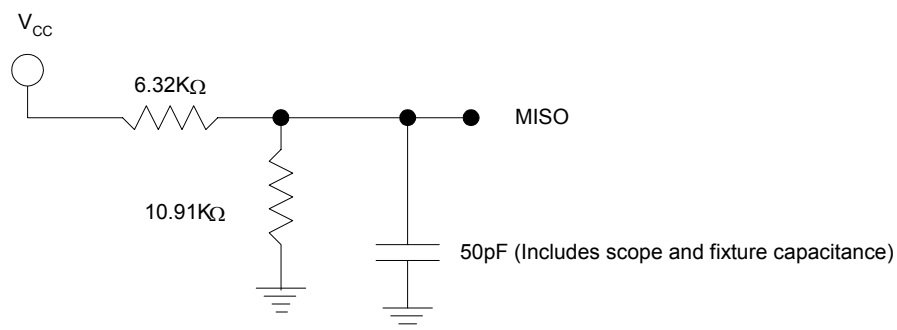 VCC
6.32KΩ
MISO
10.91KΩ
50pF (Includes scope and fixture capacitance)